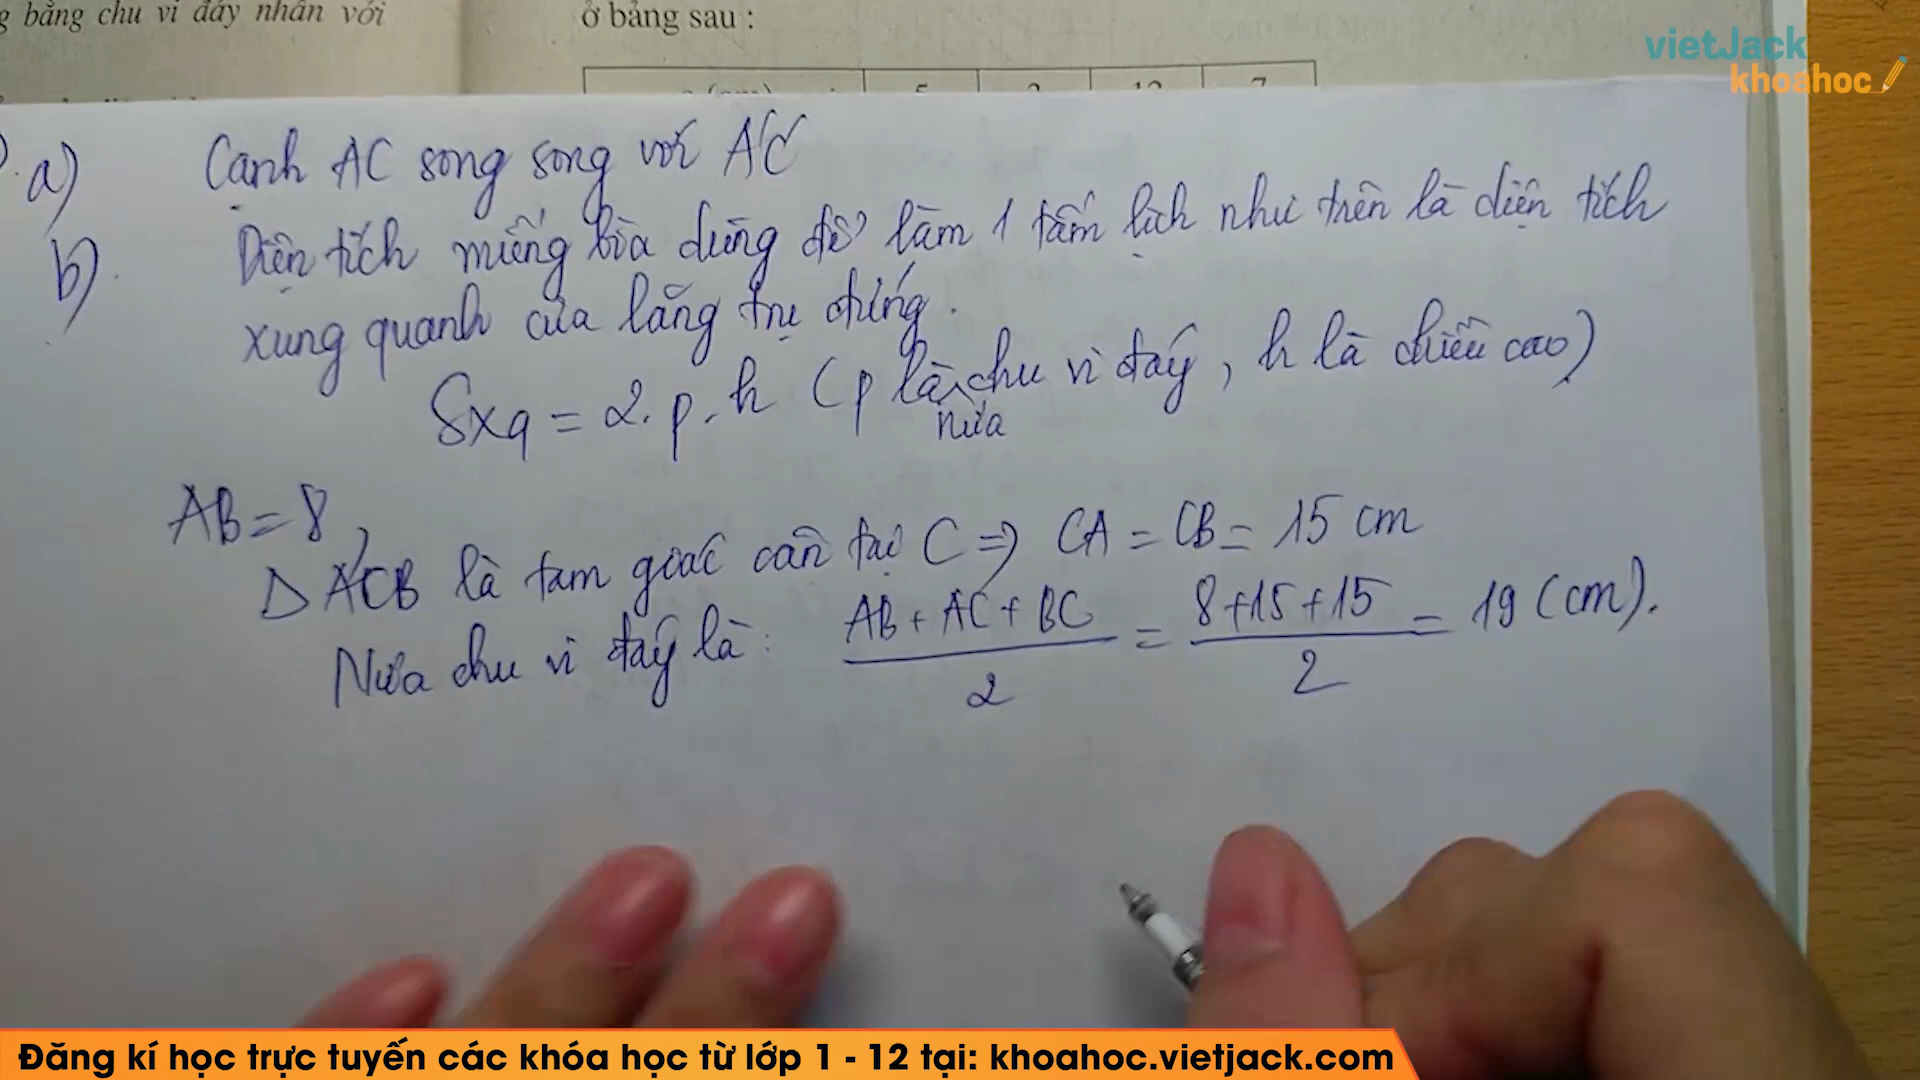 g bằng chu vi đáy nhân với
ở bảng sau :
5 12 7
vietJack
khoahoc
a) Cạnh AC song song với A'C'
b). Diện tích miếng bìa dùng để làm 1 tấm lịch như trên là diện tích
xung quanh của lăng trụ đứng.
Sxq = 2.p.h (p là nửa chu vi đáy, h là chiều cao)
AB = 8,
Δ ACB là tam giác cân tại C => CA = CB = 15 cm
Nửa chu vi đáy là: AB + AC + BC / 2 = 8+15+15 / 2 = 19 (cm).
Đăng kí học trực tuyến các khóa học từ lớp 1 - 12 tại: khoahoc.vietjack.com